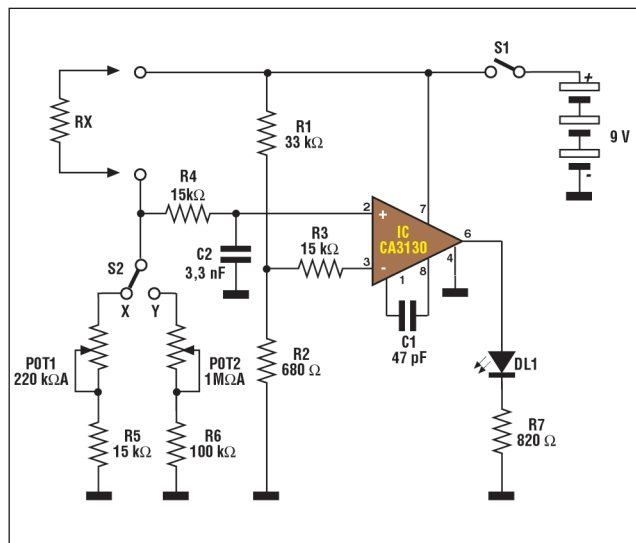 S1
+
9 V
-
RX
R1
33 kΩ
R4
15kΩ
2
+
IC
CA3130
7
6
4
8
1
3
-
R3
15 kΩ
C2
3,3 nF
S2
X
Y
C1
47 pF
POT1
220 kΩA
POT2
1MΩA
R2
680 Ω
DL1
R5
15 kΩ
R6
100 kΩ
R7
820 Ω